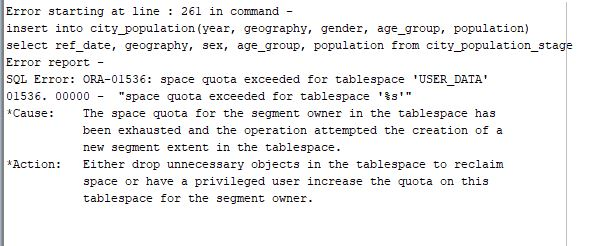 Error starting at line : 261 in command -
insert into city_population(year, geography, gender, age_group, population)
select ref_date, geography, sex, age_group, population from city_population_stage
Error report -
SQL Error: ORA-01536: space quota exceeded for tablespace 'USER_DATA'
01536. 00000 -  "space quota exceeded for tablespace '%s'"
*Cause:    The space quota for the segment owner in the tablespace has
           been exhausted and the operation attempted the creation of a
           new segment extent in the tablespace.
*Action:   Either drop unnecessary objects in the tablespace to reclaim
           space or have a privileged user increase the quota on this
           tablespace for the segment owner.